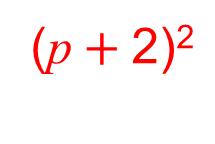 (p + 2)²